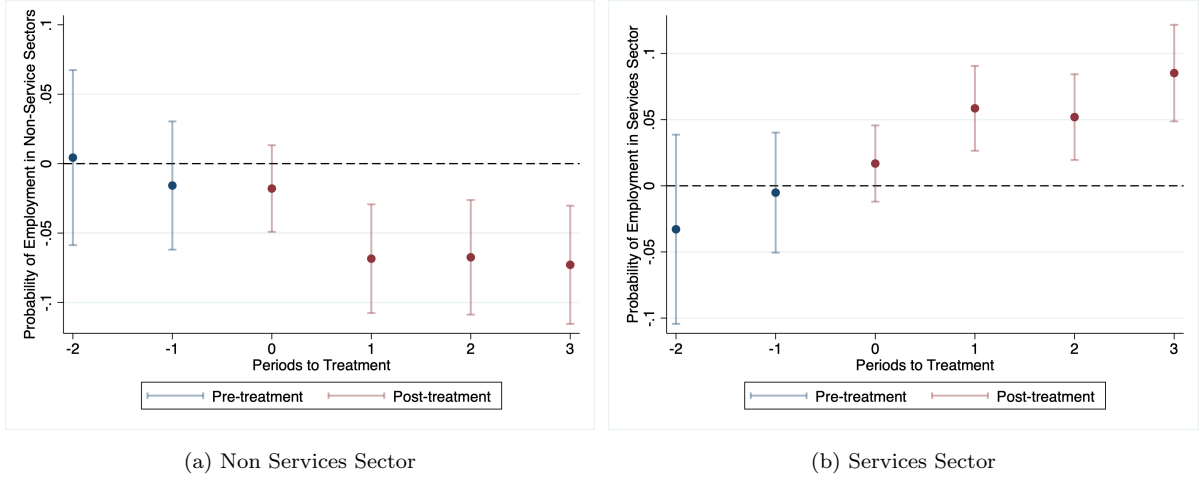 Probability of Employment in Non-Service Sectors
.1
.05
0
-.05
-.1
-2 -1 0 1 2 3
Periods to Treatment
Pre-treatment Post-treatment
(a) Non Services Sector
Probability of Employment in Services Sector
.1
.05
0
-.05
-.1
-2 -1 0 1 2 3
Periods to Treatment
Pre-treatment Post-treatment
(b) Services Sector